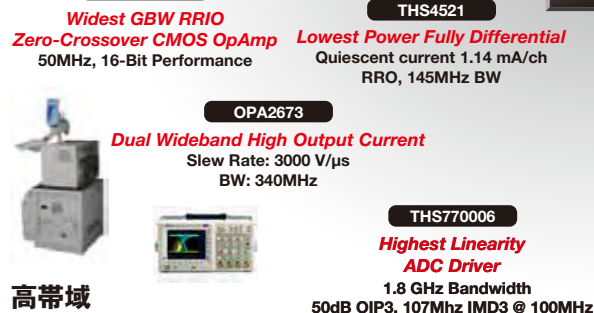 Widest GBW RRIO
Zero-Crossover CMOS OpAmp
50MHz, 16-Bit Performance
THS4521
Lowest Power Fully Differential
Quiescent current 1.14 mA/ch
RRO, 145MHz BW
OPA2673
Dual Wideband High Output Current
Slew Rate: 3000 V/µs
BW: 340MHz
THS770006
Highest Linearity
ADC Driver
1.8 GHz Bandwidth
50dB OIP3, 107Mhz IMD3 @ 100MHz
高帯域